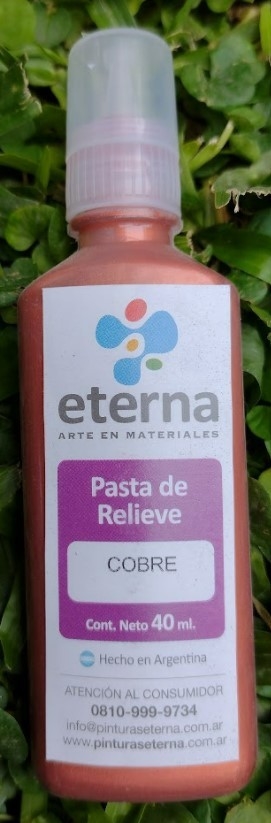 eterna
ARTE EN MATERIALES
Pasta de
Relieve
COBRE
Cont. Neto 40 ml.
Hecho en Argentina
ATENCIÓN AL CONSUMIDOR
0810-999-9734
info@pinturaseterna.com.ar
www.pinturaseterna.com.ar